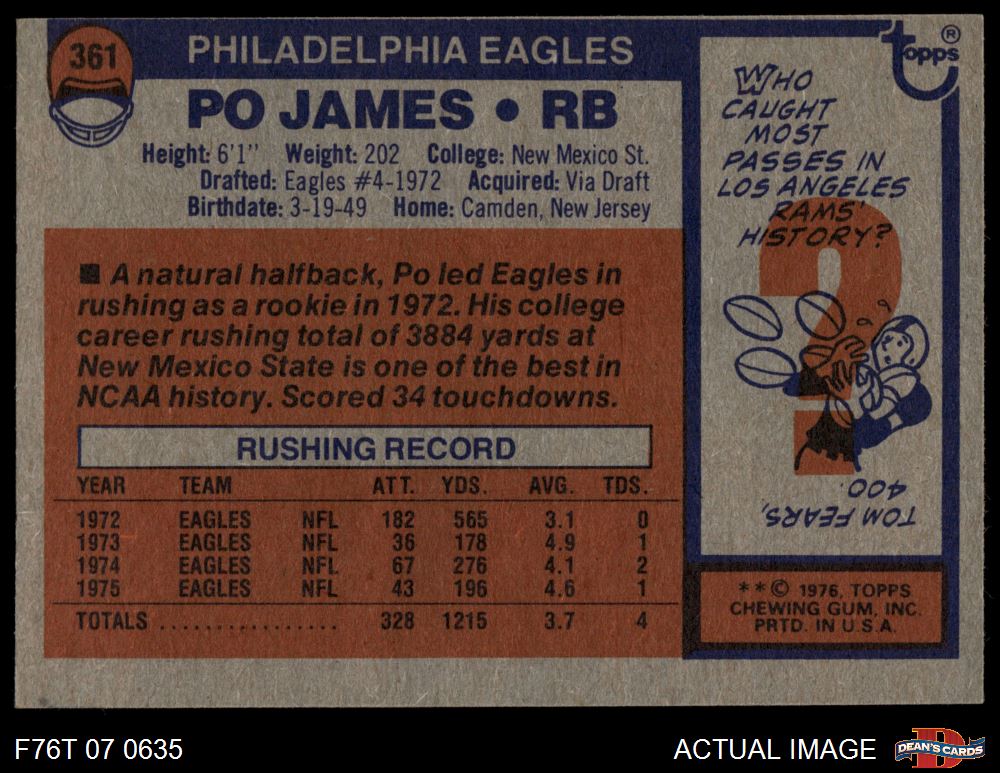 361
PHILADELPHIA EAGLES
PO JAMES • RB
Height: 6'1" Weight: 202 College: New Mexico St.
Drafted: Eagles #4-1972 Acquired: Via Draft
Birthdate: 3-19-49 Home: Camden, New Jersey
■ A natural halfback, Po led Eagles in
rushing as a rookie in 1972. His college
career rushing total of 3884 yards at
New Mexico State is one of the best in
NCAA history. Scored 34 touchdowns.
RUSHING RECORD
YEAR TEAM ATT. YDS. AVG. TDS.
1972 EAGLES NFL 182 565 3.1 0
1973 EAGLES NFL 36 178 4.9 1
1974 EAGLES NFL 67 276 4.1 2
1975 EAGLES NFL 43 196 4.6 1
TOTALS ................ 328 1215 3.7 4
topps ®
WHO
CAUGHT
MOST
PASSES IN
LOS ANGELES
RAMS'
HISTORY?
?
TOM FEARS,
400.
**© 1976, TOPPS
CHEWING GUM, INC.
PRTD. IN U.S.A.
F76T 07 0635
ACTUAL IMAGE
D
DEAN'S CARDS